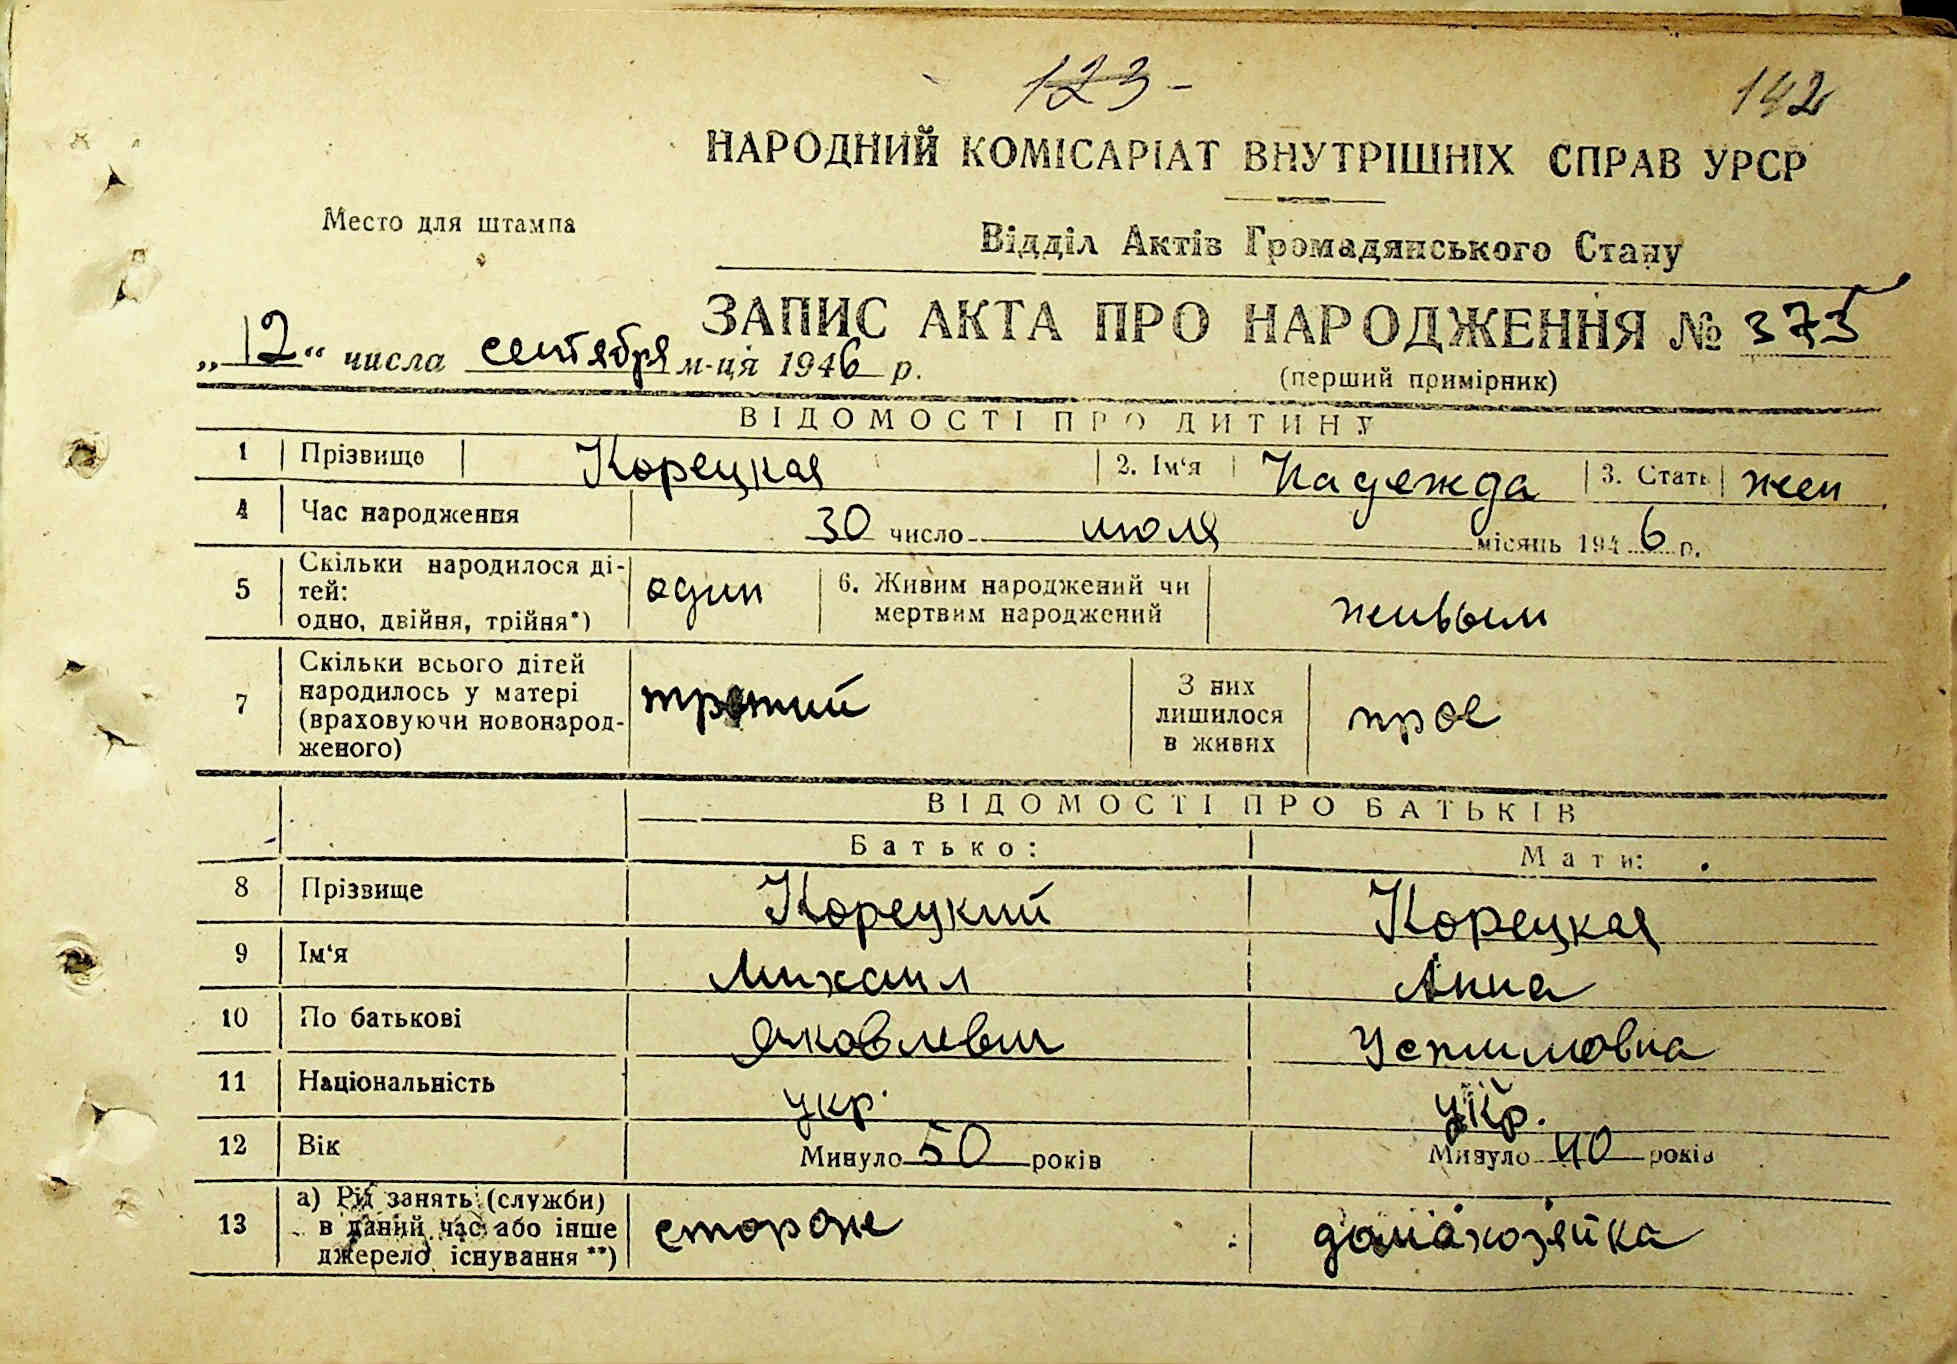 123-
142
НАРОДНИЙ КОМІСАРІАТ ВНУТРІШНІХ СПРАВ УРСР
Место для штампа
Відділ Актів Громадянського Стану
ЗАПИС АКТА ПРО НАРОДЖЕННЯ № 375
„12“ числа сентября м-ця 1946 р.
(перший примірник)
ВІДОМОСТІ ПРО ДИТИНУ
1 Прізвище Корецкая 2. Ім‘я Надежда 3. Стать жен
4 Час народження 30 число июля місяць 1946 р.
5 Скільки народилося ді-
тей:
одно, двійня, трійня*) один
6. Живим народжений чи
мертвим народжений живым
7 Скільки всього дітей
народилось у матері
(враховуючи новонарод-
женого) третий
З них
лишилося
в живих трое
ВІДОМОСТІ ПРО БАТЬКІВ
Батько: Мати:
8 Прізвище Корецкий Корецкая
9 Ім‘я Михаил Анна
10 По батькові Яковлевич Устимовна
11 Національність укр. укр.
12 Вік Минуло 50 років Минуло 40 років
13 а) Рід занять (служби)
в даний час або інше
джерело існування **) сторож домахозяйка